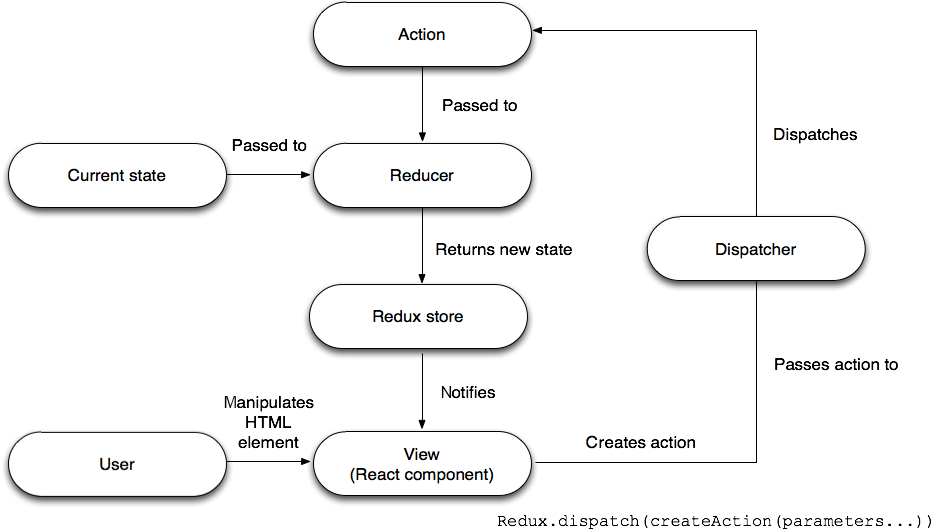 Action
Passed to
Dispatches
Passed to
Current state
Reducer
Returns new state
Dispatcher
Redux store
Passes action to
Notifies
Manipulates
HTML
element
User
View
(React component)
Creates action
Redux.dispatch(createAction(parameters...))